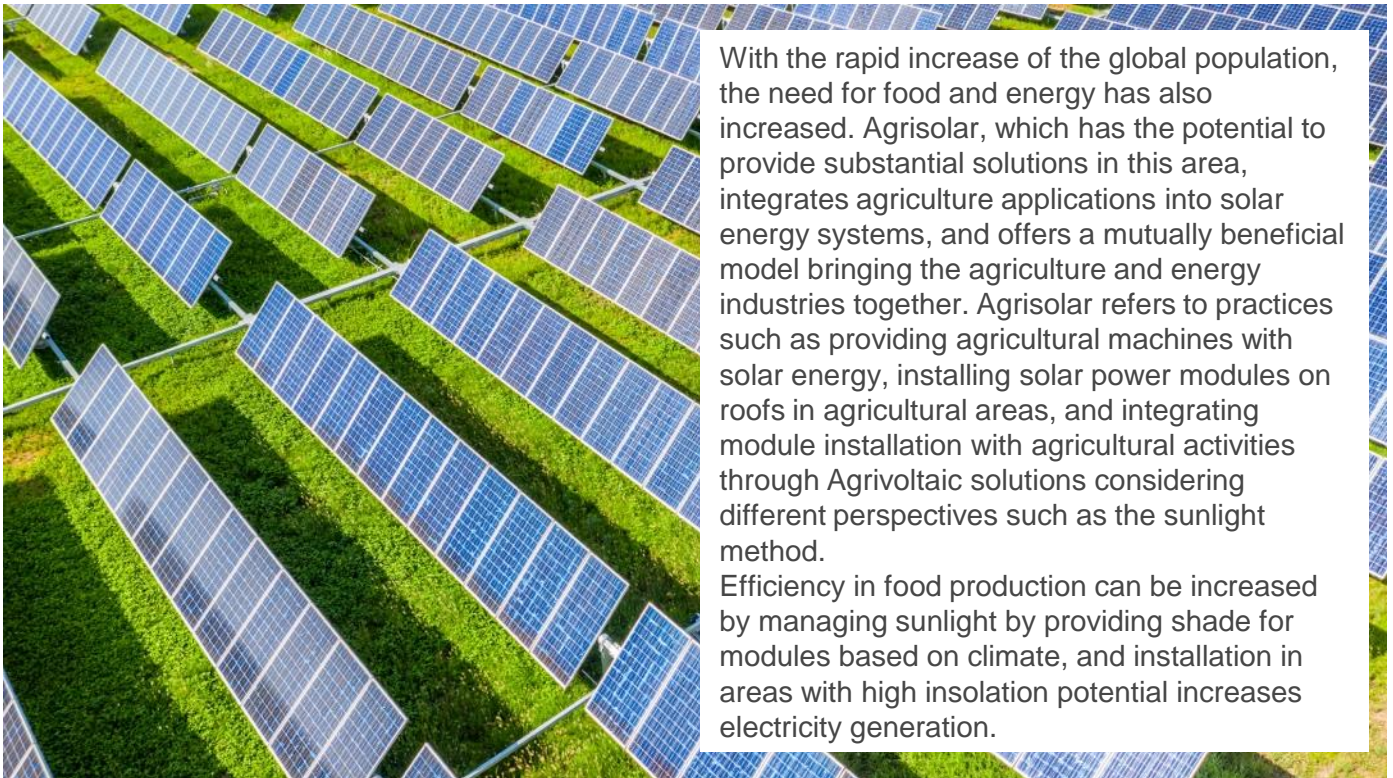 With the rapid increase of the global population,
the need for food and energy has also
increased. Agrisolar, which has the potential to
provide substantial solutions in this area,
integrates agriculture applications into solar
energy systems, and offers a mutually beneficial
model bringing the agriculture and energy
industries together. Agrisolar refers to practices
such as providing agricultural machines with
solar energy, installing solar power modules on
roofs in agricultural areas, and integrating
module installation with agricultural activities
through Agrivoltaic solutions considering
different perspectives such as the sunlight
method.
Efficiency in food production can be increased
by managing sunlight by providing shade for
modules based on climate, and installation in
areas with high insolation potential increases
electricity generation.